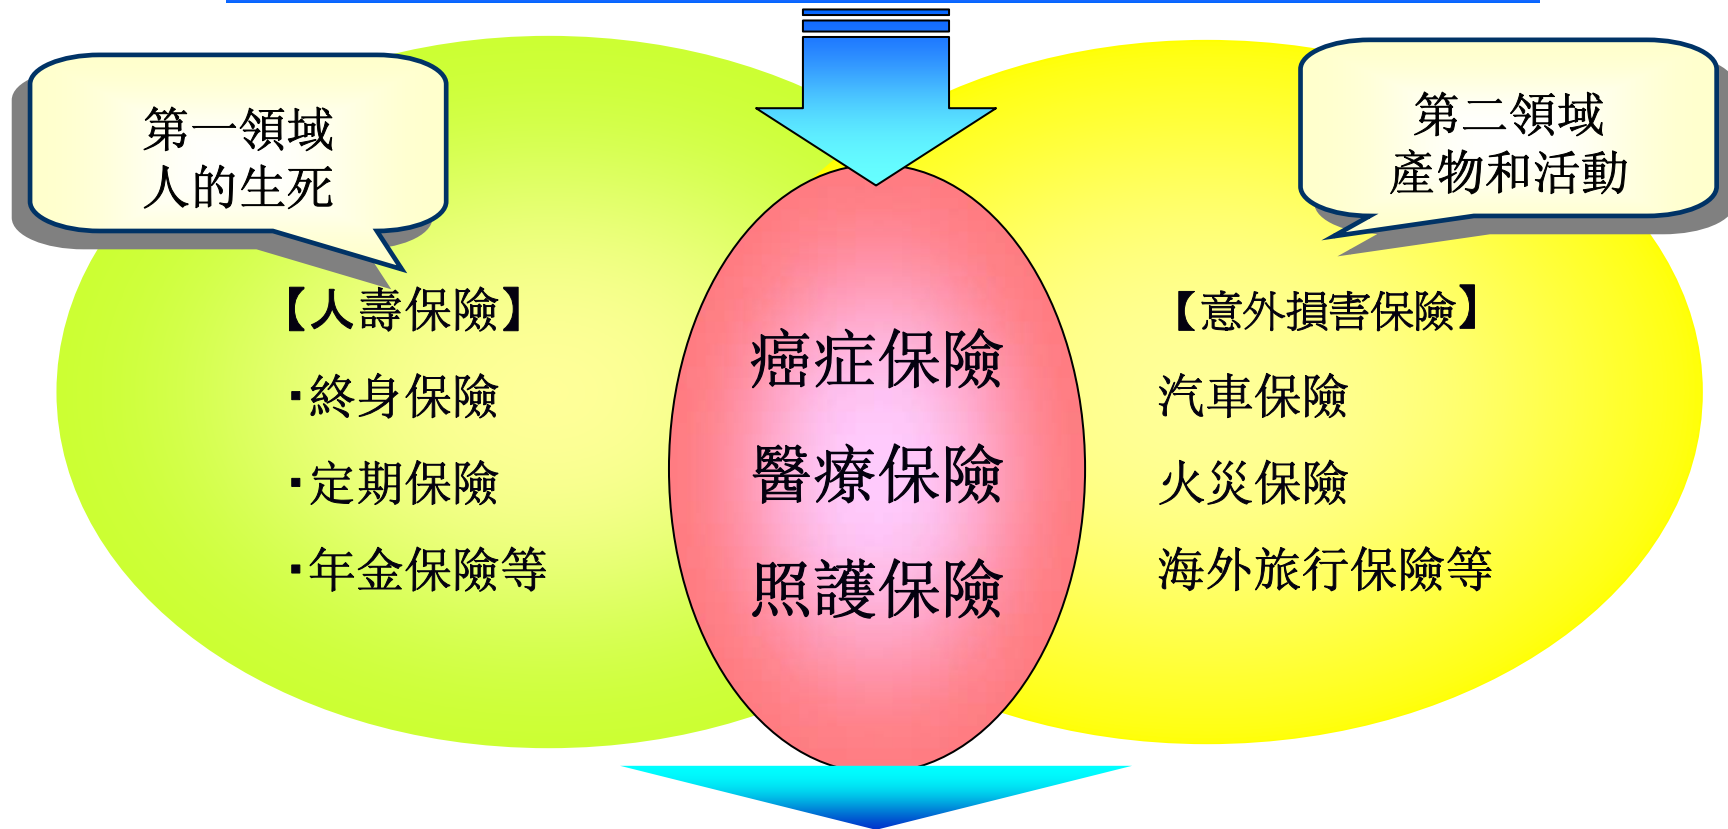 第一領域
人的生死
第二領域
產物和活動
【人壽保險】
・終身保險
・定期保險
・年金保險等
癌症保險
醫療保險
照護保險
【意外損害保險】
汽車保險
火災保險
海外旅行保險等